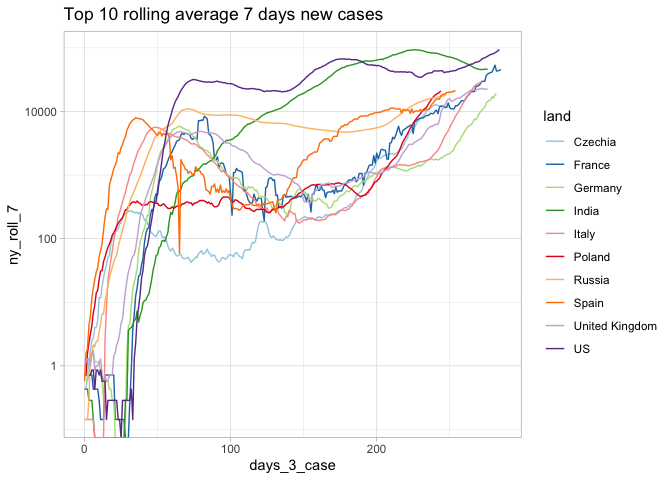 Top 10 rolling average 7 days new cases
ny_roll_7
10000
100
1
0
100
200
days_3_case
land
Czechia
France
Germany
India
Italy
Poland
Russia
Spain
United Kingdom
US